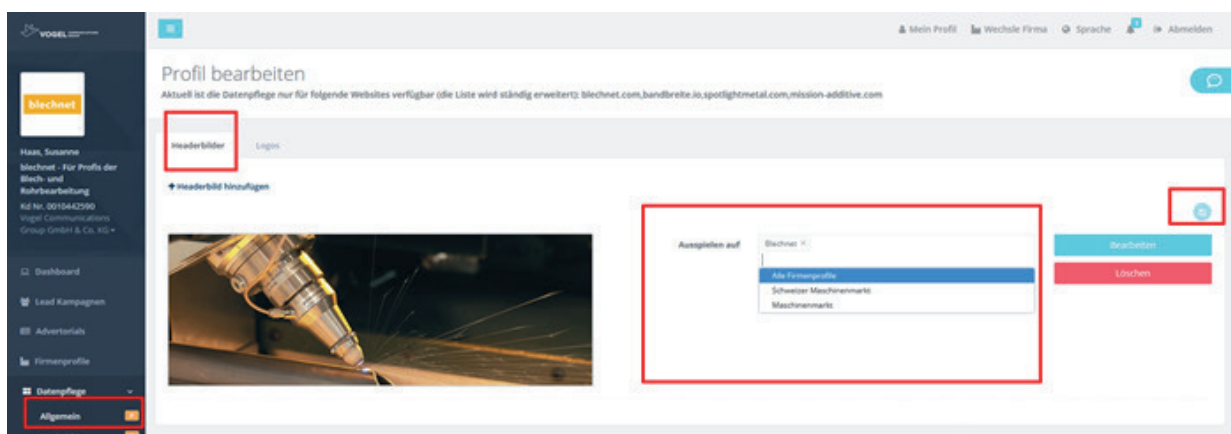 VOGEL COMMUNICATIONS GROUP
Mein Profil
Wechsle Firma
Sprache
Abmelden
blechnet
Haas, Susanne
blechnet - Für Profis der
Blech- und
Rohrbearbeitung
Kd Nr. 0010442590
Vogel Communications
Group GmbH & Co. KG
Dashboard
Lead Kampagnen
Advertorials
Firmenprofile
Datenpflege
Allgemein
Profil bearbeiten
Aktuell ist die Datenpflege nur für folgende Websites verfügbar (die Liste wird ständig erweitert): blechnet.com,bandbreite.io,spotlightmetal.com,mission-additive.com
Headerbilder
Logos
+ Headerbild hinzufügen
Ausspielen auf
Blechnet ×
Alle Firmenprofile
Schweizer Maschinenmarkt
Maschinenmarkt
Bearbeiten
Löschen